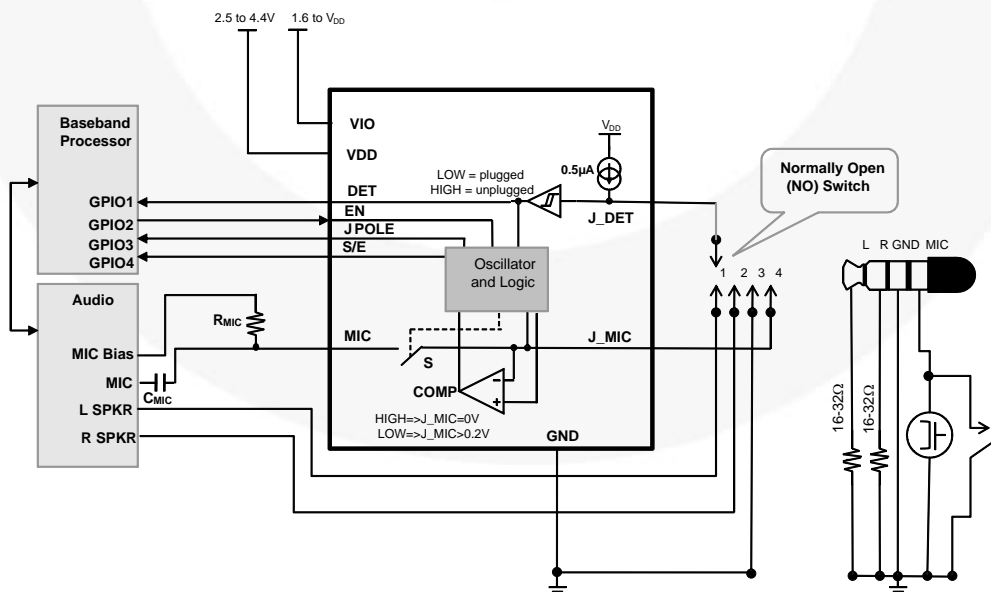 2.5 to 4.4V
1.6 to VDD
Baseband
Processor
GPIO1
GPIO2
GPIO3
GPIO4
VIO
VDD
DET
EN
JPOLE
S/E
LOW = plugged
HIGH = unplugged
VDD
0.5µA
J_DET
Normally Open
(NO) Switch
Oscillator
and Logic
1 2 3 4
L R GND MIC
Audio
MIC Bias
MIC
L SPKR
R SPKR
RMIC
CMIC
MIC
S
J_MIC
COMP
HIGH=>J_MIC=0V
LOW=>J_MIC>0.2V
GND
16-32Ω
16-32Ω